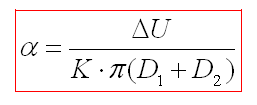 α = ΔU / (K · π(D₁ + D₂))